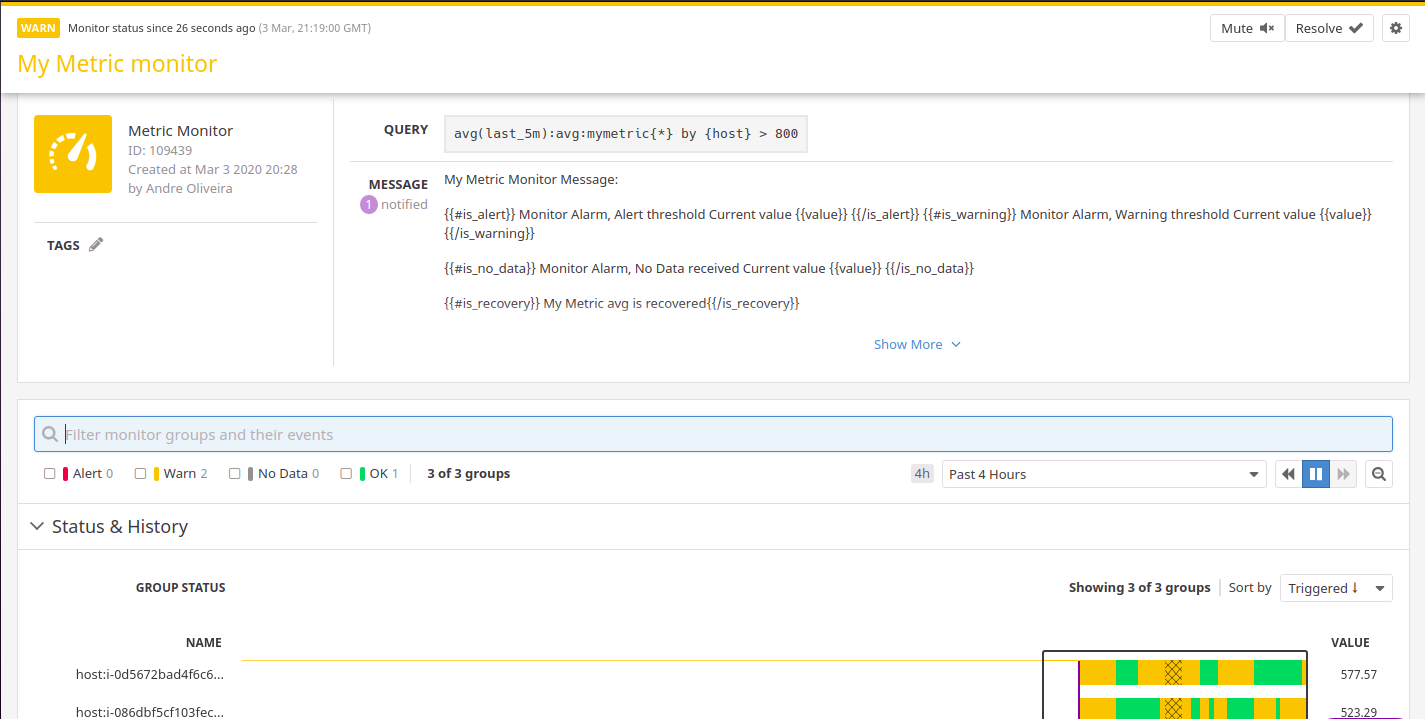 WARN Monitor status since 26 seconds ago (3 Mar, 21:19:00 GMT)
Mute Resolve
My Metric monitor
Metric Monitor
ID: 109439
Created at Mar 3 2020 20:28
by Andre Oliveira
TAGS
QUERY avg(last_5m):avg:mymetric{*} by {host} > 800
MESSAGE My Metric Monitor Message:
1 notified
{{#is_alert}} Monitor Alarm, Alert threshold Current value {{value}} {{/is_alert}} {{#is_warning}} Monitor Alarm, Warning threshold Current value {{value}}
{{/is_warning}}
{{#is_no_data}} Monitor Alarm, No Data received Current value {{value}} {{/is_no_data}}
{{#is_recovery}} My Metric avg is recovered{{/is_recovery}}
Show More
Filter monitor groups and their events
Alert 0 Warn 2 No Data 0 OK 1 3 of 3 groups 4h Past 4 Hours
Status & History
GROUP STATUS Showing 3 of 3 groups Sort by Triggered ↓
NAME VALUE
host:i-0d5672bad4f6c6... 577.57
host:i-086dbf5cf103fec... 523.29